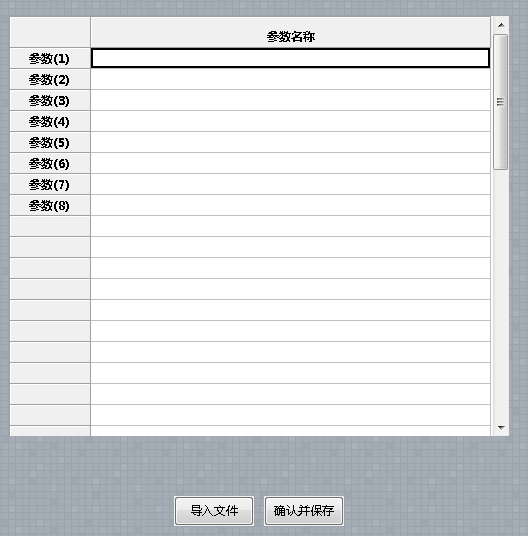 参数名称
参数(1)
参数(2)
参数(3)
参数(4)
参数(5)
参数(6)
参数(7)
参数(8)
导入文件
确认并保存